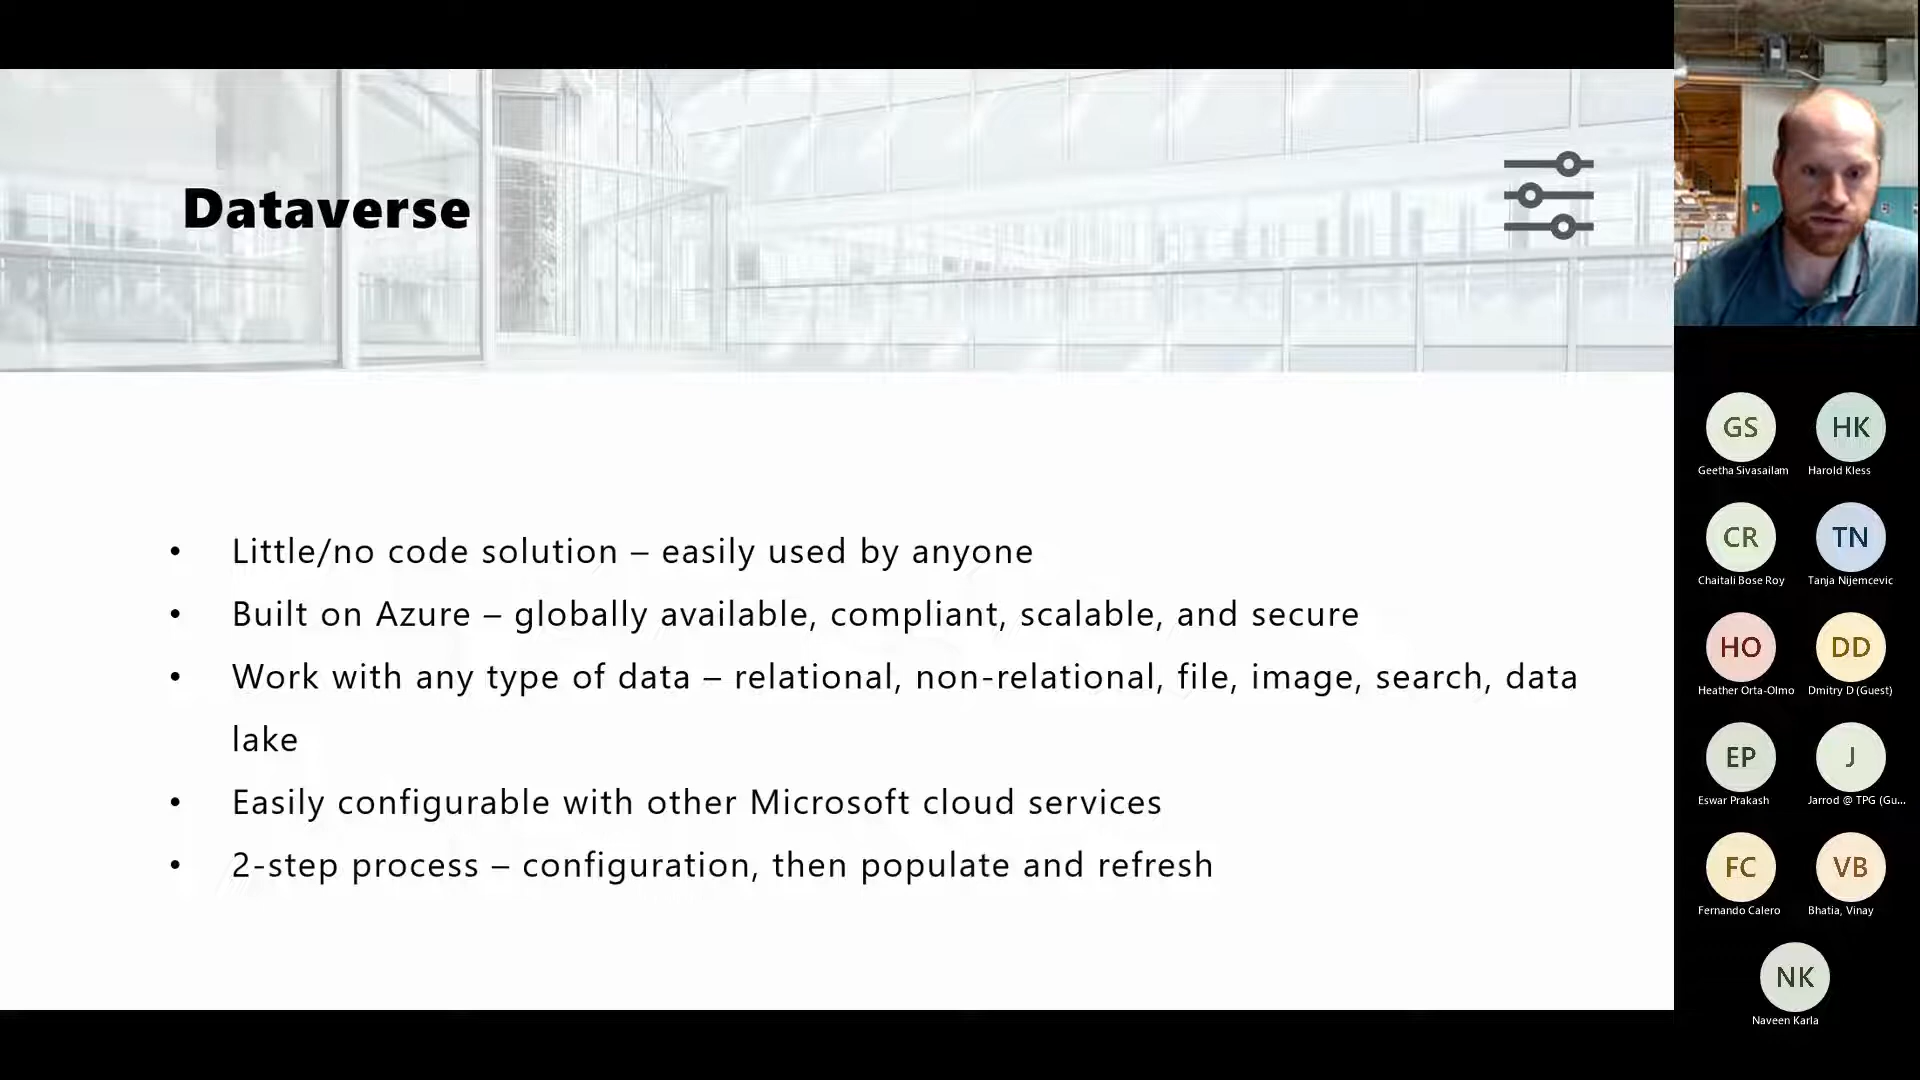 Dataverse
• Little/no code solution – easily used by anyone
• Built on Azure – globally available, compliant, scalable, and secure
• Work with any type of data – relational, non-relational, file, image, search, data
lake
• Easily configurable with other Microsoft cloud services
• 2-step process – configuration, then populate and refresh
GS HK
Geetha Sivasailam Harold Kless
CR TN
Chaitali Bose Roy Tanja Nijemcevic
HO DD
Heather Orta-Olmo Dmitry D (Guest)
EP J
Eswar Prakash Jarrod @ TPG (Gu...
FC VB
Fernando Calero Bhatia, Vinay
NK
Naveen Karla